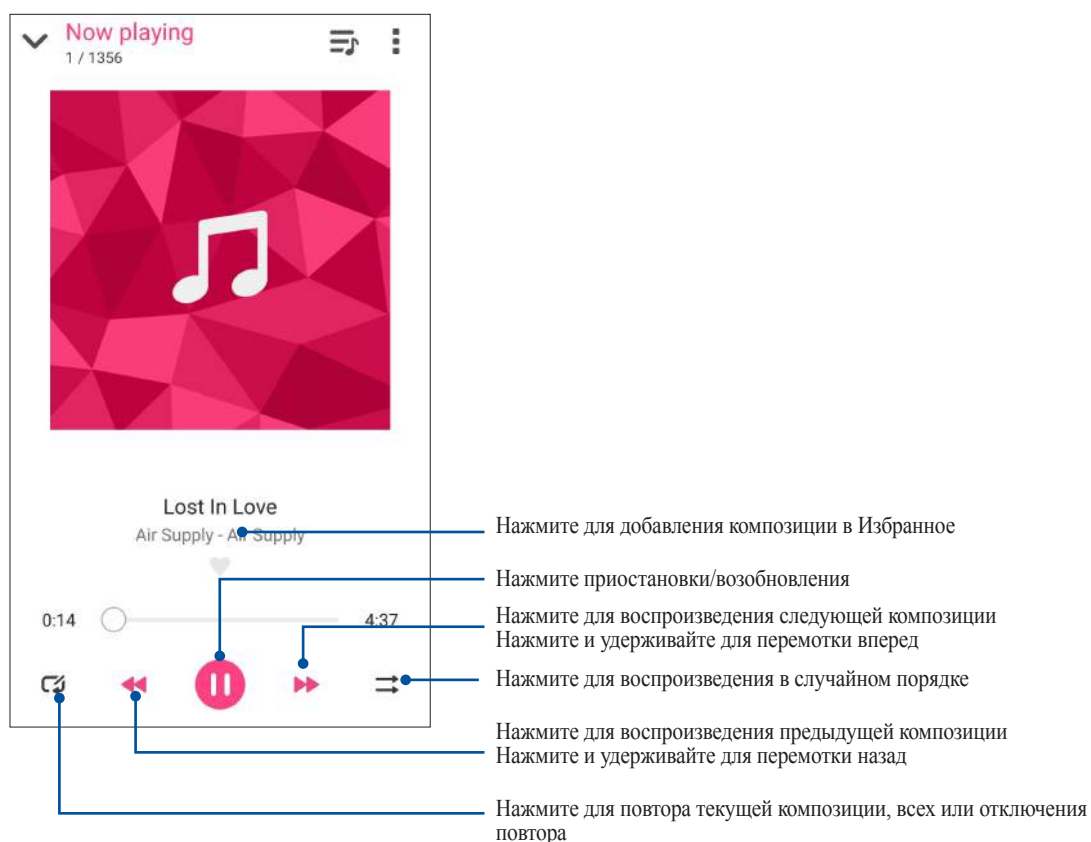 Now playing
1 / 1356
Lost In Love
Air Supply - Air Supply
0:14
4:37
Нажмите для добавления композиции в Избранное
Нажмите приостановки/возобновления
Нажмите для воспроизведения следующей композиции
Нажмите и удерживайте для перемотки вперед
Нажмите для воспроизведения в случайном порядке
Нажмите для воспроизведения предыдущей композиции
Нажмите и удерживайте для перемотки назад
Нажмите для повтора текущей композиции, всех или отключения
повтора